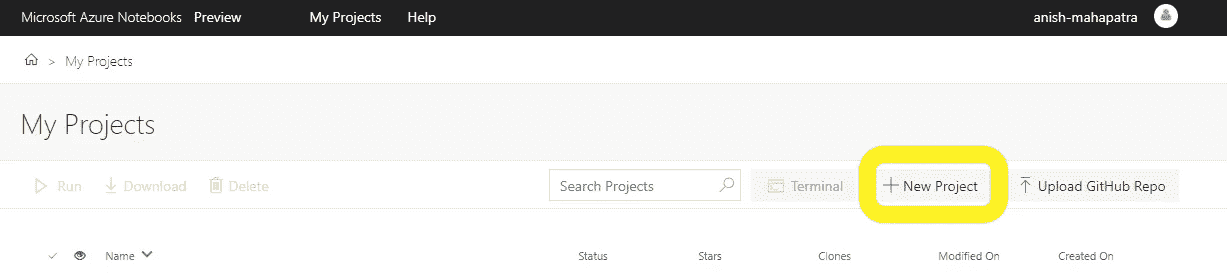 Microsoft Azure Notebooks Preview My Projects Help anish-mahapatra
> My Projects
My Projects
Run Download Delete Search Projects Terminal + New Project Upload GitHub Repo
Name Status Stars Clones Modified On Created On